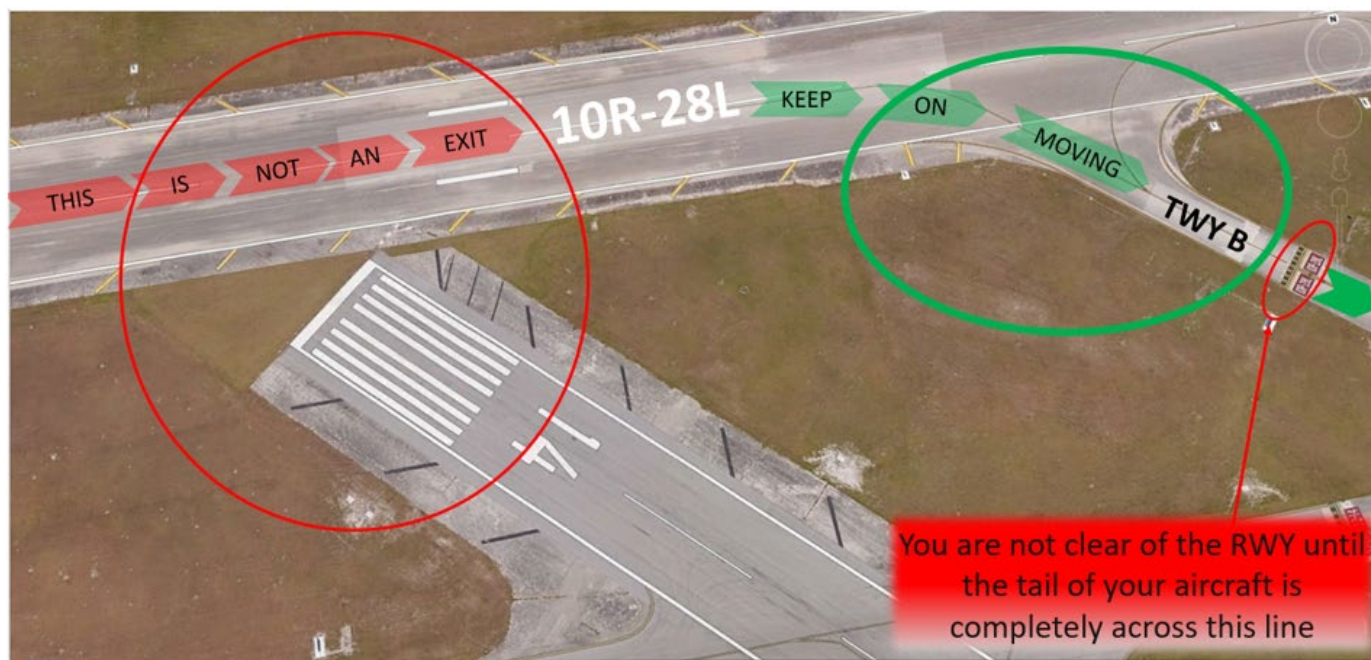 THIS IS NOT AN EXIT
10R-28L
KEEP ON MOVING
TWY B
14
You are not clear of the RWY until
the tail of your aircraft is
completely across this line
N